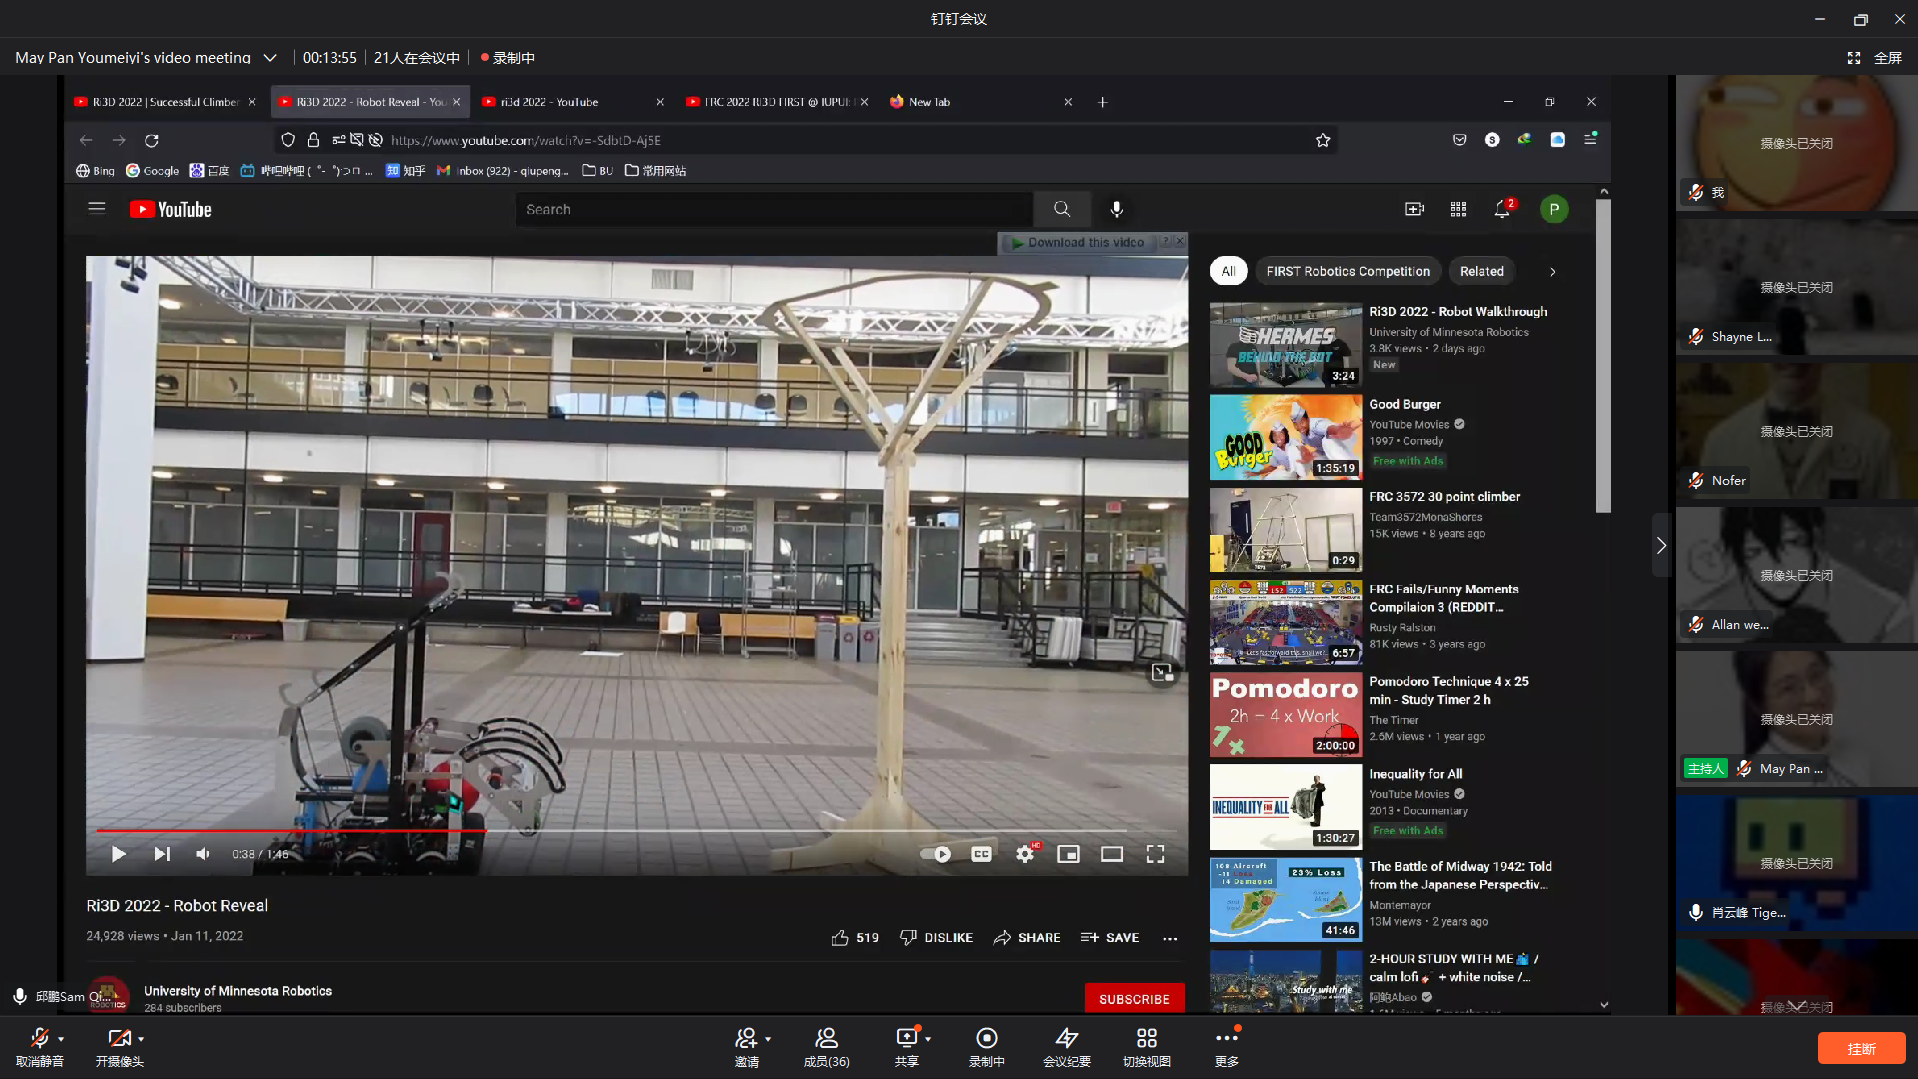 钉钉会议
May Pan Youmeiyi's video meeting
00:13:55
21人在会议中
录制中
全屏
Ri3D 2022 | Successful Climber
Ri3D 2022 - Robot Reveal - You
ri3d 2022 - YouTube
FRC 2022 RI3D FIRST @ IUPUI:
New Tab
https://www.youtube.com/watch?v=-SdbtD-Aj5E
Bing
Google
百度
哔哩哔哩 ( ゜- ゜)つロ ...
知乎
Inbox (922) - qiupeng...
BU
常用网站
YouTube
Search
2
P
Download this video
All
FIRST Robotics Competition
Related
HERMES
BEHIND THE BOT
3:24
Ri3D 2022 - Robot Walkthrough
University of Minnesota Robotics
3.8K views • 2 days ago
New
GOOD
Burger
1:35:19
Good Burger
YouTube Movies
1997 • Comedy
Free with Ads
0:29
FRC 3572 30 point climber
Team3572MonaShores
15K views • 8 years ago
6:57
FRC Fails/Funny Moments
Compilaion 3 (REDDIT...
Rusty Ralston
81K views • 3 years ago
Pomodoro
2h – 4 x Work
7x
2:00:00
Pomodoro Technique 4 x 25
min - Study Timer 2 h
The Timer
2.6M views • 1 year ago
INEQUALITY FOR ALL
1:30:27
Inequality for All
YouTube Movies
2013 • Documentary
Free with Ads
23% Loss
41:46
The Battle of Midway 1942: Told
from the Japanese Perspectiv...
Montemayor
13M views • 2 years ago
Study with me
2-HOUR STUDY WITH ME /
calm lofi + white noise /...
Abao
0:38 / 1:46
CC
HD
Ri3D 2022 - Robot Reveal
24,928 views • Jan 11, 2022
519
DISLIKE
SHARE
SAVE
University of Minnesota Robotics
284 subscribers
SUBSCRIBE
邱鹏Sam Qi...
ROBOTICS
摄像头已关闭
我
摄像头已关闭
Shayne L...
摄像头已关闭
Nofer
摄像头已关闭
Allan we...
摄像头已关闭
主持人
May Pan ...
摄像头已关闭
肖云峰 Tige...
取消静音
开摄像头
邀请
成员(36)
共享
录制中
会议纪要
切换视图
更多
挂断